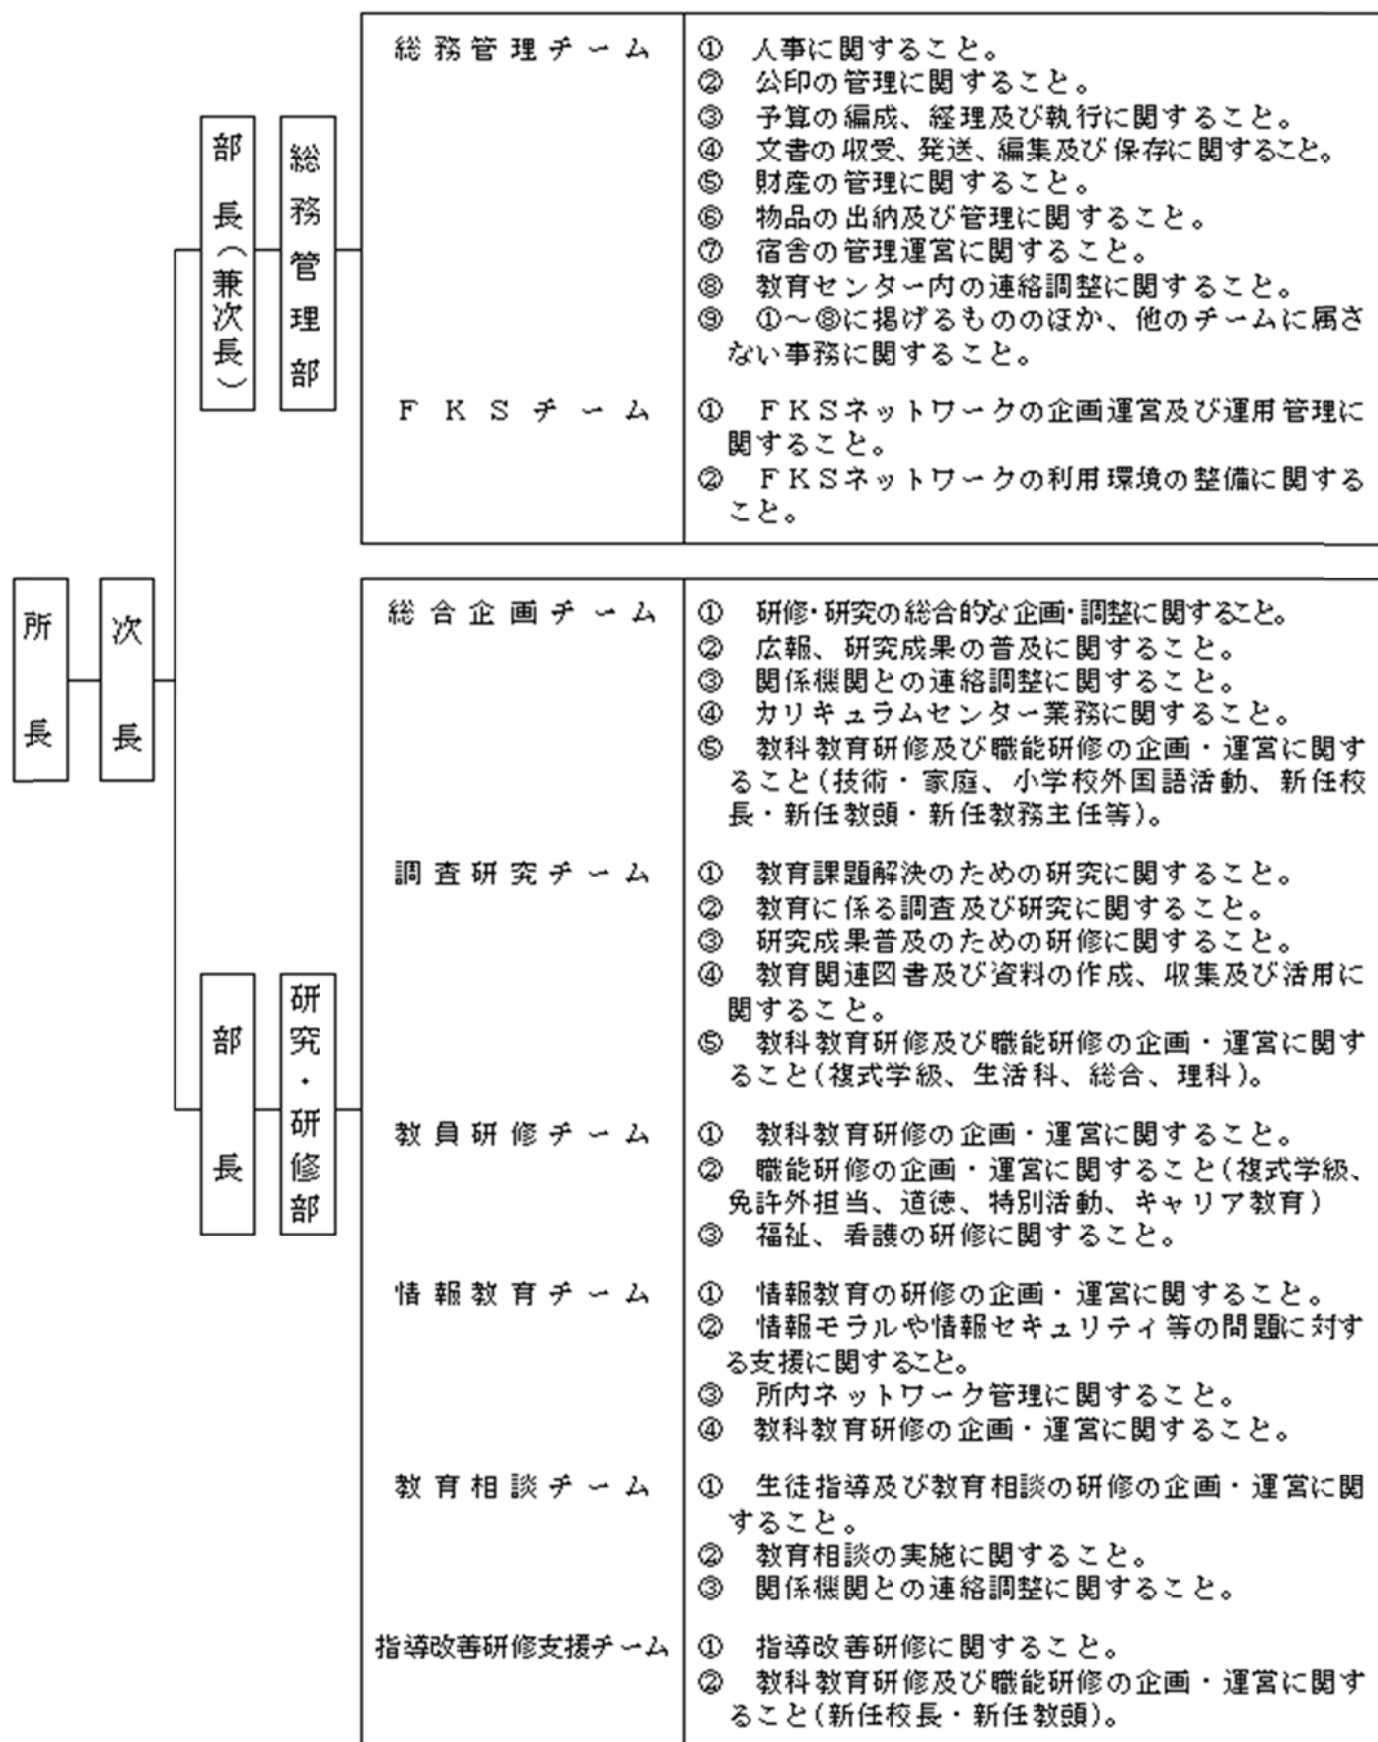 所長
次長
部長（兼次長）
総務管理部
総務管理チーム
① 人事に関すること。
② 公印の管理に関すること。
③ 予算の編成、経理及び執行に関すること。
④ 文書の収受、発送、編集及び保存に関すること。
⑤ 財産の管理に関すること。
⑥ 物品の出納及び管理に関すること。
⑦ 宿舎の管理運営に関すること。
⑧ 教育センター内の連絡調整に関すること。
⑨ ①～⑧に掲げるもののほか、他のチームに属さ
ない事務に関すること。
ＦＫＳチーム
① ＦＫＳネットワークの企画運営及び運用管理に
関すること。
② ＦＫＳネットワークの利用環境の整備に関する
こと。
部長
研究・研修部
総合企画チーム
① 研修・研究の総合的な企画・調整に関すること。
② 広報、研究成果の普及に関すること。
③ 関係機関との連絡調整に関すること。
④ カリキュラムセンター業務に関すること。
⑤ 教科教育研修及び職能研修の企画・運営に関す
ること(技術・家庭、小学校外国語活動、新任校
長・新任教頭・新任教務主任等)。
調査研究チーム
① 教育課題解決のための研究に関すること。
② 教育に係る調査及び研究に関すること。
③ 研究成果普及のための研修に関すること。
④ 教育関連図書及び資料の作成、収集及び活用に
関すること。
⑤ 教科教育研修及び職能研修の企画・運営に関す
ること(複式学級、生活科、総合、理科)。
教員研修チーム
① 教科教育研修の企画・運営に関すること。
② 職能研修の企画・運営に関すること(複式学級、
免許外担当、道徳、特別活動、キャリア教育)
③ 福祉、看護の研修に関すること。
情報教育チーム
① 情報教育の研修の企画・運営に関すること。
② 情報モラルや情報セキュリティ等の問題に対す
る支援に関すること。
③ 所内ネットワーク管理に関すること。
④ 教科教育研修の企画・運営に関すること。
教育相談チーム
① 生徒指導及び教育相談の研修の企画・運営に関
すること。
② 教育相談の実施に関すること。
③ 関係機関との連絡調整に関すること。
指導改善研修支援チーム
① 指導改善研修に関すること。
② 教科教育研修及び職能研修の企画・運営に関す
ること(新任校長・新任教頭)。